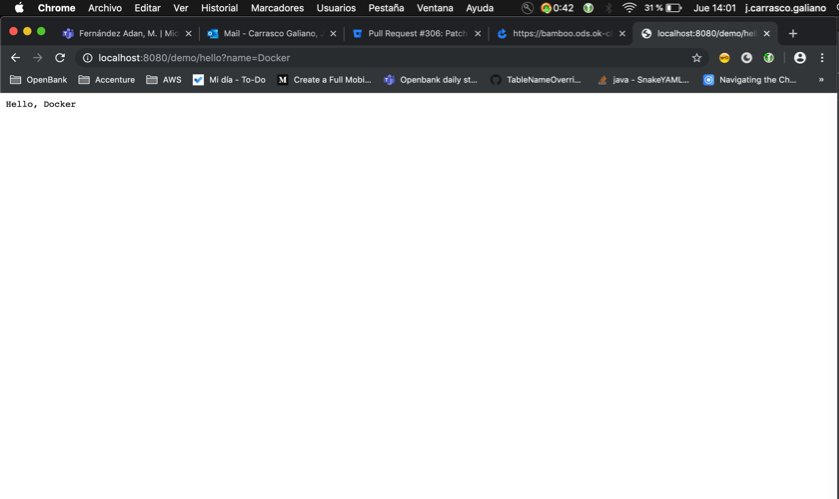 Chrome Archivo Editar Ver Historial Marcadores Usuarios Pestaña Ventana Ayuda 0:42 31 % Jue 14:01 j.carrasco.galiano
Fernández Adan, M. | Mic Mail - Carrasco Galiano, J Pull Request #306: Patch https://bamboo.ods.ok-cl localhost:8080/demo/hel
localhost:8080/demo/hello?name=Docker
OpenBank Accenture AWS Mi día - To-Do M Create a Full Mobi... Openbank daily st... TableNameOverri... java - SnakeYAML... Navigating the Ch... »
Hello, Docker